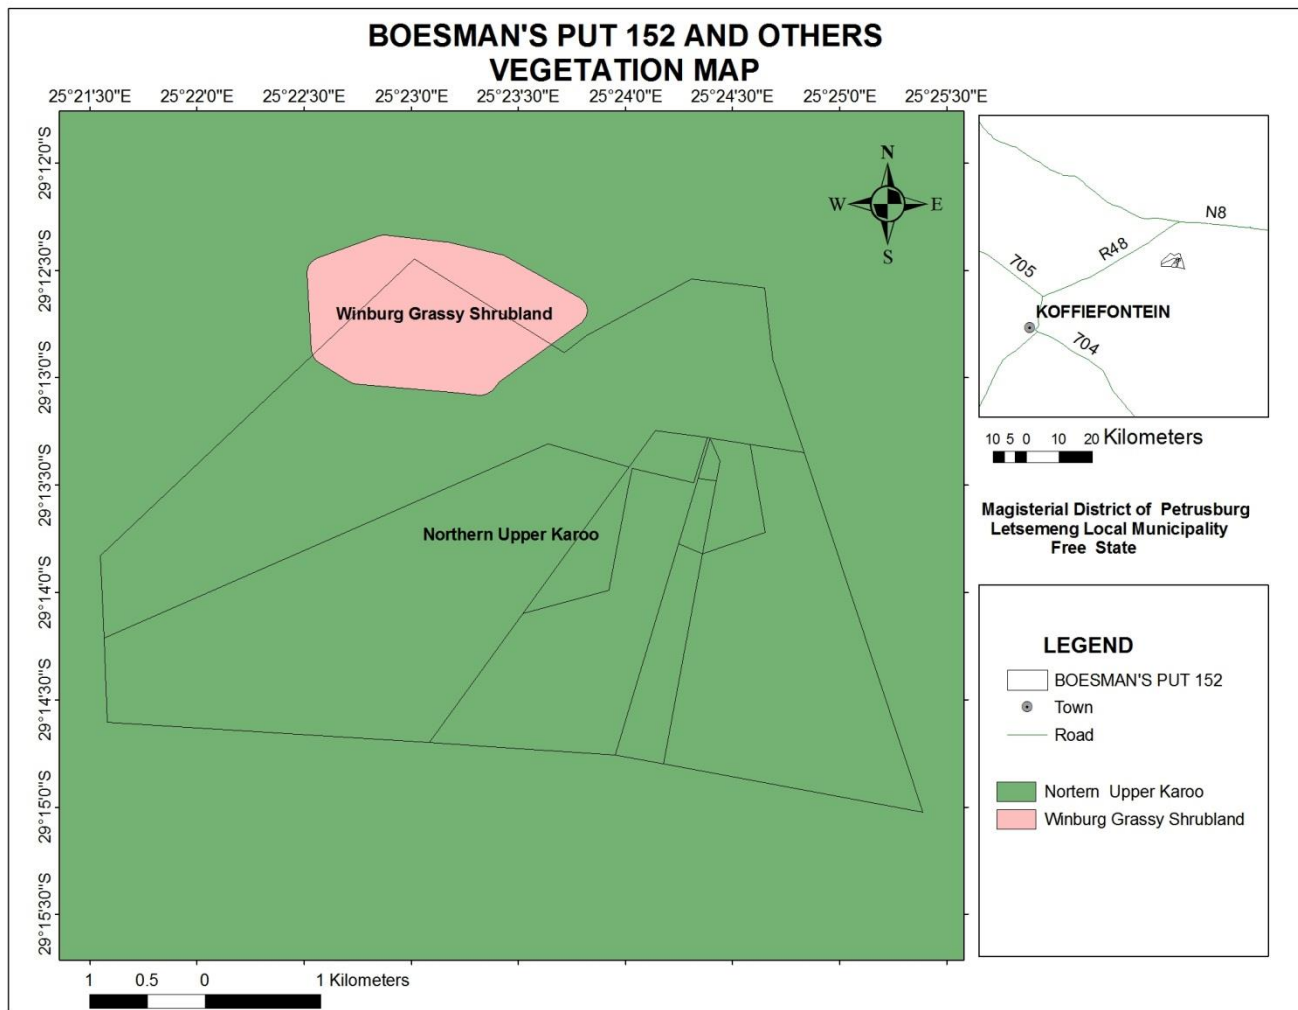 BOESMAN'S PUT 152 AND OTHERS
VEGETATION MAP
25°21'30"E 25°22'0"E 25°22'30"E 25°23'0"E 25°23'30"E 25°24'0"E 25°24'30"E 25°25'0"E 25°25'30"E
29°12'0"S
29°12'30"S
29°13'0"S
29°13'30"S
29°14'0"S
29°14'30"S
29°15'0"S
29°15'30"S
N
W E
S
Winburg Grassy Shrubland
Northern Upper Karoo
1 0.5 0 1 Kilometers
N8
R48
705
KOFFIEFONTEIN
704
10 5 0 10 20 Kilometers
Magisterial District of Petrusburg
Letsemeng Local Municipality
Free State
LEGEND
BOESMAN'S PUT 152
Town
Road
Nortern Upper Karoo
Winburg Grassy Shrubland